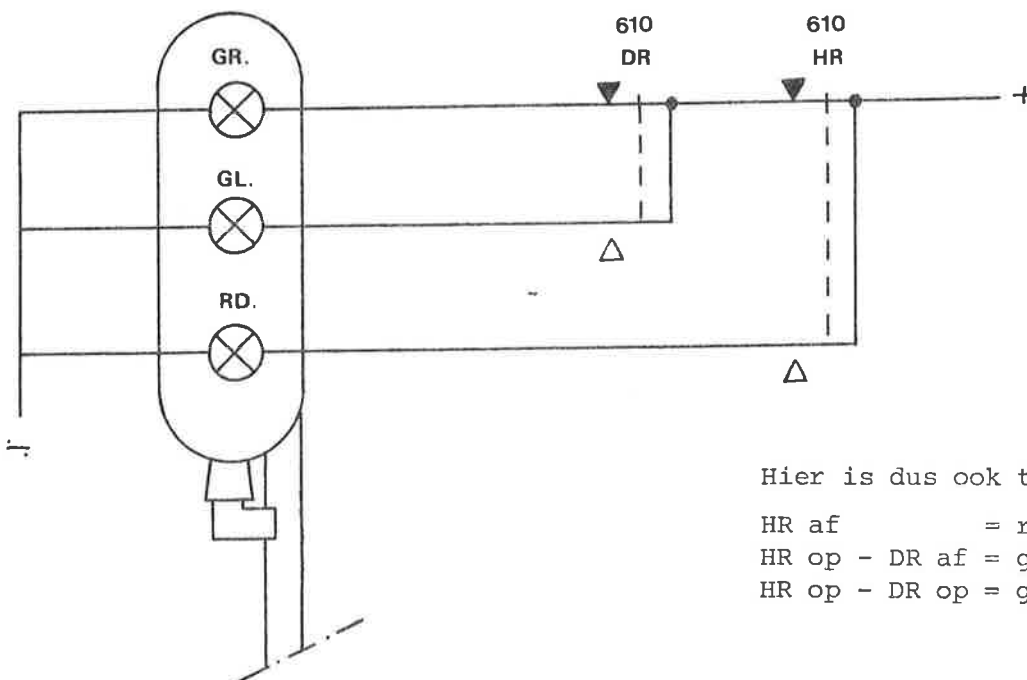 610 610
DR HR
GR.
+
GL.
RD.
Hier is dus ook t
HR af = r
HR op - DR af = g
HR op - DR op = g